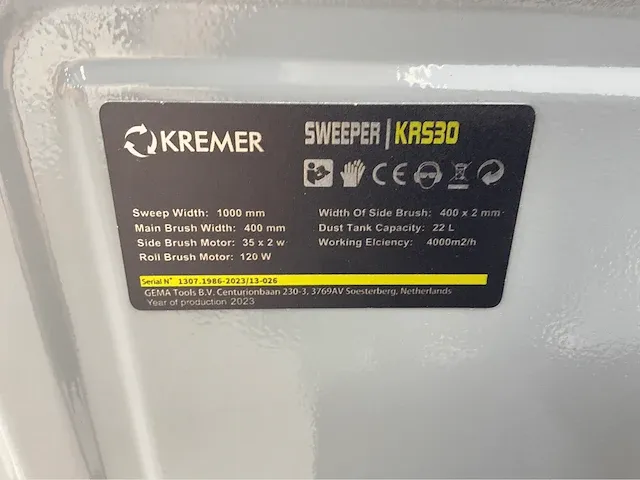 KREMER
SWEEPER | KRS30
CE
Sweep Width: 1000 mm
Main Brush Width: 400 mm
Side Brush Motor: 35 x 2 w
Roll Brush Motor: 120 W
Width Of Side Brush: 400 x 2 mm
Dust Tank Capacity: 22 L
Working Elciency: 4000m2/h
Serial N° 1307.1986-2023/13-026
GEMA Tools B.V. Centurionbaan 230-3, 3769AV Soesterberg, Netherlands
Year of production 2023